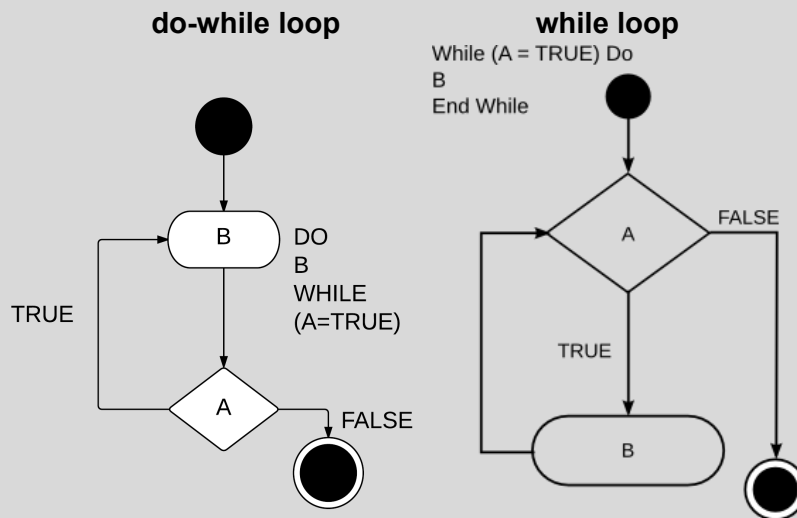 do-while loop
B
DO
B
WHILE
(A=TRUE)
TRUE
A
FALSE
while loop
While (A = TRUE) Do
B
End While
A
FALSE
TRUE
B